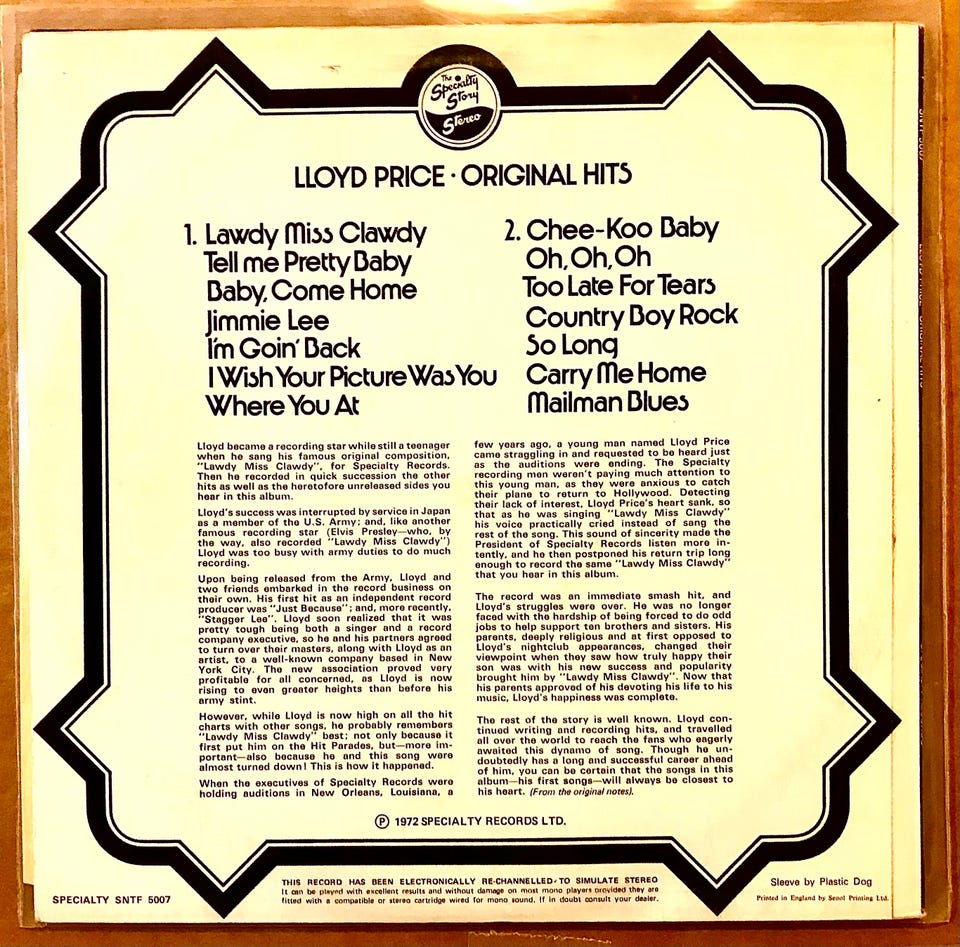 The
Specialty
Story
Stereo
LLOYD PRICE · ORIGINAL HITS
1. Lawdy Miss Clawdy
Tell me Pretty Baby
Baby, Come Home
Jimmie Lee
I'm Goin' Back
I Wish Your Picture Was You
Where You At
2. Chee-Koo Baby
Oh, Oh, Oh
Too Late For Tears
Country Boy Rock
So Long
Carry Me Home
Mailman Blues
Lloyd became a recording star while still a teenager
when he sang his famous original composition,
"Lawdy Miss Clawdy", for Specialty Records.
Then he recorded in quick succession the other
hits as well as the heretofore unreleased sides you
hear in this album.
Lloyd's success was interrupted by service in Japan
as a member of the U.S. Army; and, like another
famous recording star (Elvis Presley—who, by
the way, also recorded "Lawdy Miss Clawdy")
Lloyd was too busy with army duties to do much
recording.
Upon being released from the Army, Lloyd and
two friends embarked in the record business on
their own. His first hit as an independent record
producer was "Just Because"; and, more recently,
"Stagger Lee". Lloyd soon realized that it was
pretty tough being both a singer and a record
company executive, so he and his partners agreed
to turn over their masters, along with Lloyd as an
artist, to a well-known company based in New
York City. The new association proved very
profitable for all concerned, as Lloyd is now
rising to even greater heights than before his
army stint.
However, while Lloyd is now high on all the hit
charts with other songs, he probably remembers
"Lawdy Miss Clawdy" best; not only because it
first put him on the Hit Parades, but—more im-
portant—also because he and this song were
almost turned down! This is how it happened.
When the executives of Specialty Records were
holding auditions in New Orleans, Louisiana, a
few years ago, a young man named Lloyd Price
came straggling in and requested to be heard just
as the auditions were ending. The Specialty
recording men weren't paying much attention to
this young man, as they were anxious to catch
their plane to return to Hollywood. Detecting
their lack of interest, Lloyd Price's heart sank, so
that as he was singing "Lawdy Miss Clawdy"
his voice practically cried instead of sang the
rest of the song. This sound of sincerity made the
President of Specialty Records listen more in-
tently, and he then postponed his return trip long
enough to record the same "Lawdy Miss Clawdy"
that you hear in this album.
The record was an immediate smash hit, and
Lloyd's struggles were over. He was no longer
faced with the hardship of being forced to do odd
jobs to help support ten brothers and sisters. His
parents, deeply religious and at first opposed to
Lloyd's nightclub appearances, changed their
viewpoint when they saw how truly happy their
son was with his new success and popularity
brought him by "Lawdy Miss Clawdy". Now that
his parents approved of his devoting his life to his
music, Lloyd's happiness was complete.
The rest of the story is well known. Lloyd con-
tinued writing and recording hits, and travelled
all over the world to reach the fans who eagerly
awaited this dynamo of song. Though he un-
doubtedly has a long and successful career ahead
of him, you can be certain that the songs in this
album—his first songs—will always be closest to
his heart. (From the original notes).
Ⓟ 1972 SPECIALTY RECORDS LTD.
THIS RECORD HAS BEEN ELECTRONICALLY RE-CHANNELLED TO SIMULATE STEREO
It can be played with excellent results and without damage on most mono players provided they are
fitted with a compatible or stereo cartridge wired for mono sound. If in doubt consult your dealer.
SPECIALTY SNTF 5007
Sleeve by Plastic Dog
Printed in England by Senol Printing Ltd.